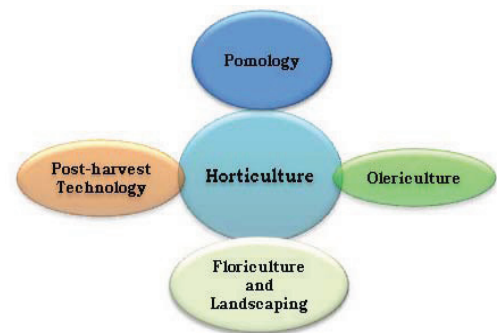 Pomology
Post-harvest
Technology
Horticulture
Olericulture
Floriculture
and
Landscaping